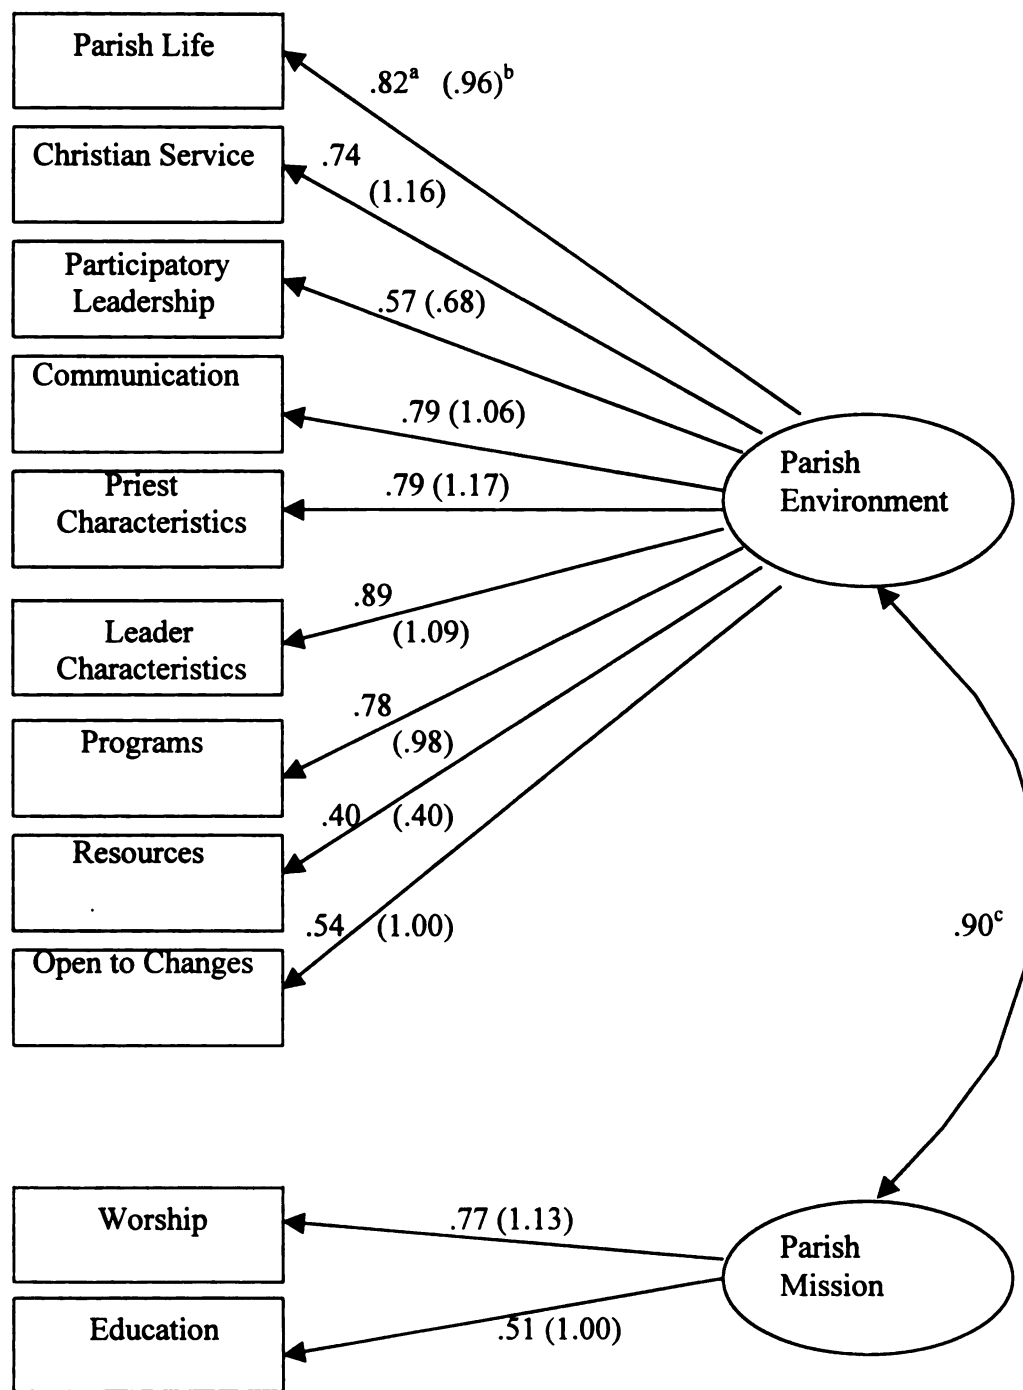 Parish Life
.82ᵃ (.96)ᵇ
Christian Service
.74
(1.16)
Participatory
Leadership
.57 (.68)
Communication
.79 (1.06)
Parish
Environment
Priest
Characteristics
.79 (1.17)
.89
(1.09)
Leader
Characteristics
.78
(.98)
Programs
.40 (.40)
Resources
.54 (1.00)
Open to Changes
.90ᶜ
Worship
.77 (1.13)
Parish
Mission
Education
.51 (1.00)